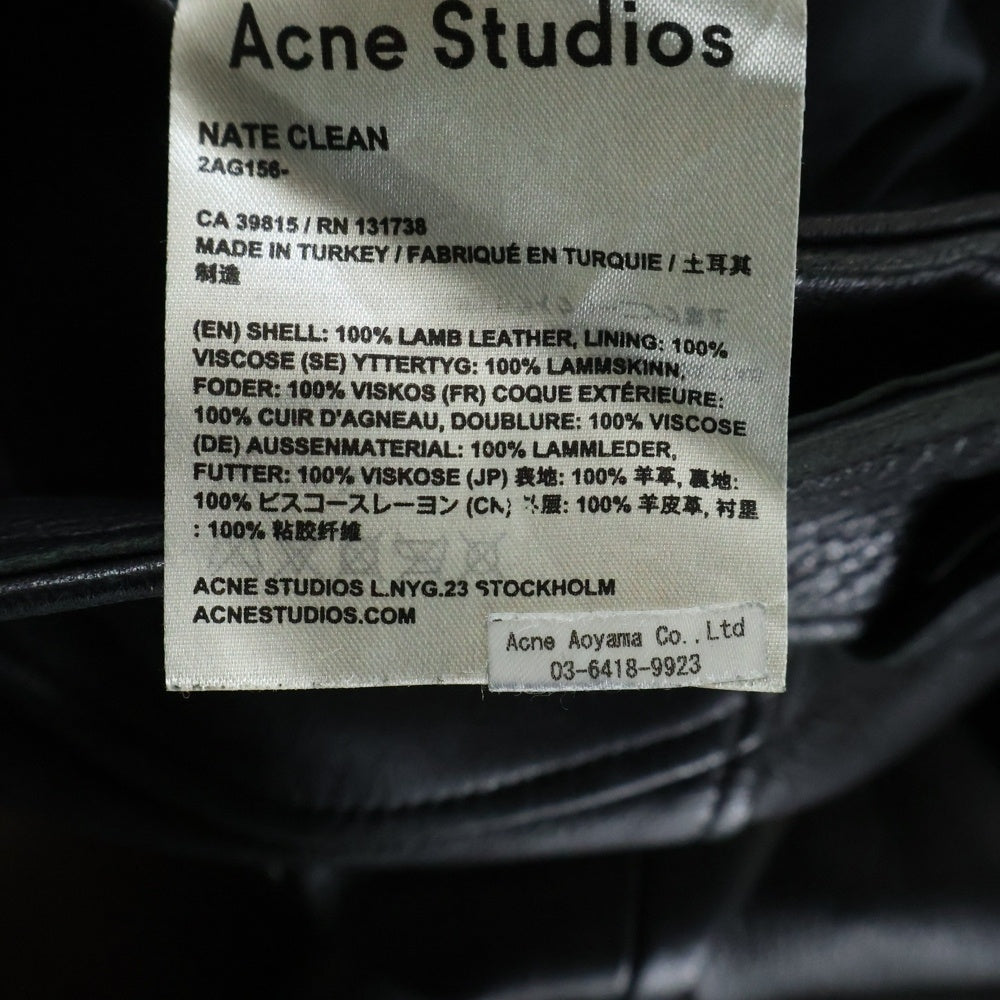 Acne Studios
NATE CLEAN
2AG156-
CA 39815 / RN 131738
MADE IN TURKEY / FABRIQUÉ EN TURQUIE / 土耳其
制造
(EN) SHELL: 100% LAMB LEATHER, LINING: 100%
VISCOSE (SE) YTTERTYG: 100% LAMMSKINN,
FODER: 100% VISKOS (FR) COQUE EXTÉRIEURE:
100% CUIR D'AGNEAU, DOUBLURE: 100% VISCOSE
(DE) AUSSENMATERIAL: 100% LAMMLEDER,
FUTTER: 100% VISKOSE (JP)表地: 100% 羊革, 裏地:
100% ビスコースレーヨン 100% 羊皮革, 衬里
: 100% 粘胶纤维
ACNE STUDIOS L.NYG.23 STOCKHOLM
ACNESTUDIOS.COM
Acne Aoyama Co.,Ltd
03-6418-9923